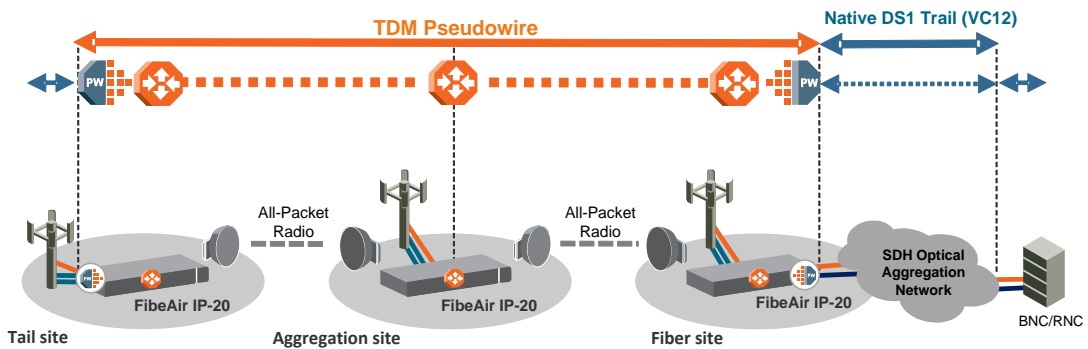 TDM Pseudowire
Native DS1 Trail (VC12)
PW
PW
All-Packet
Radio
All-Packet
Radio
PW
PW
SDH Optical
Aggregation
Network
FibeAir IP-20
FibeAir IP-20
FibeAir IP-20
BNC/RNC
Tail site
Aggregation site
Fiber site